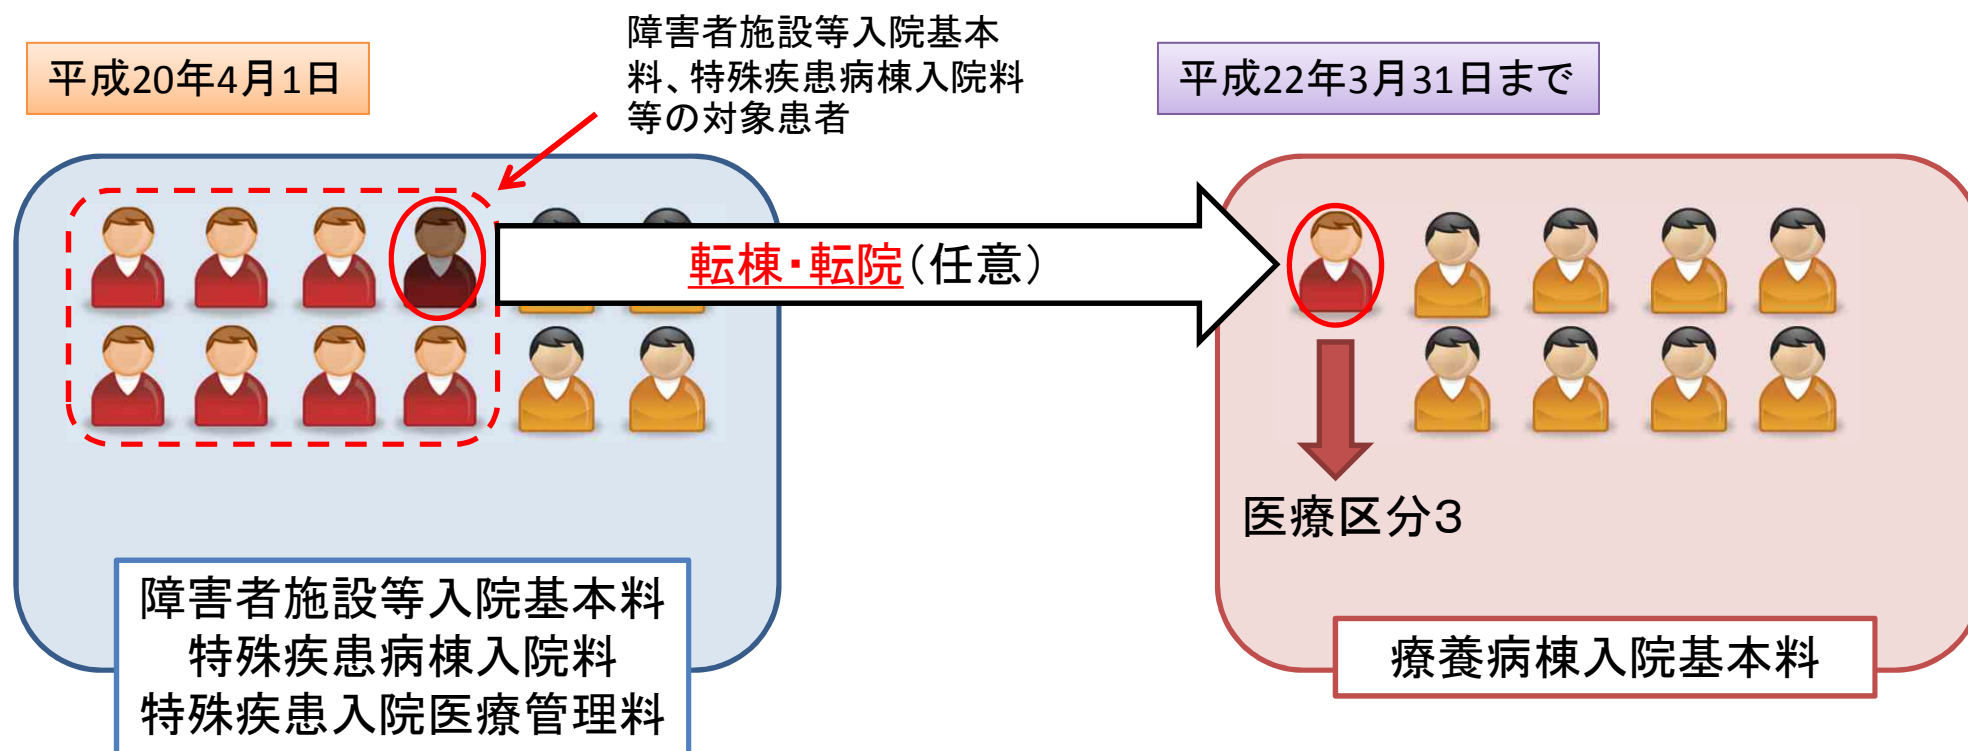 平成20年4月1日
障害者施設等入院基本
料、特殊疾患病棟入院料
等の対象患者
平成22年3月31日まで
転棟・転院(任意)
医療区分3
障害者施設等入院基本料
特殊疾患病棟入院料
特殊疾患入院医療管理料
療養病棟入院基本料